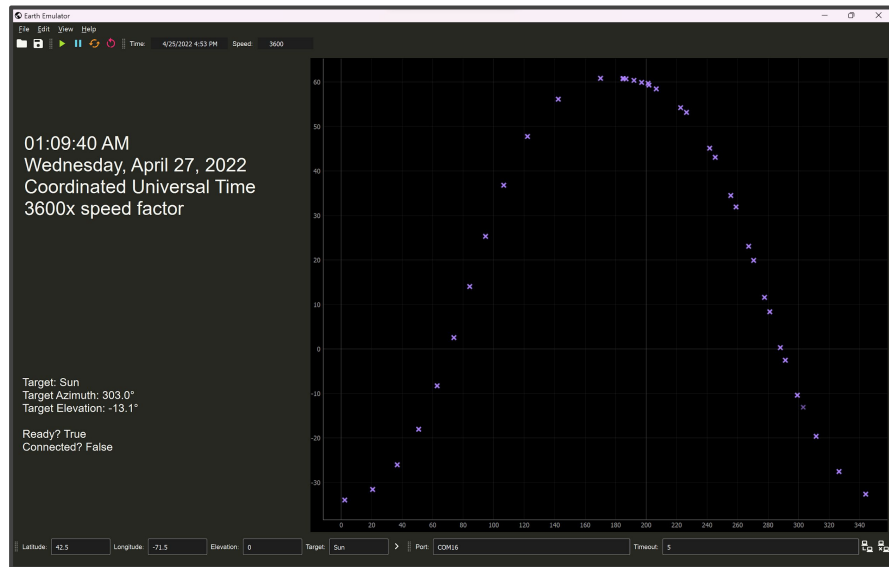 Earth Emulator
File Edit View Help
Time: 4/25/2022 4:53 PM Speed: 3600
01:09:40 AM
Wednesday, April 27, 2022
Coordinated Universal Time
3600x speed factor
Target: Sun
Target Azimuth: 303.0°
Target Elevation: -13.1°
Ready? True
Connected? False
60
50
40
30
20
10
0
-10
-20
-30
0 20 40 60 80 100 120 140 160 180 200 220 240 260 280 300 320 340
Latitude: 42.5 Longitude: -71.5 Elevation: 0 Target: Sun Port: COM16 Timeout: 5